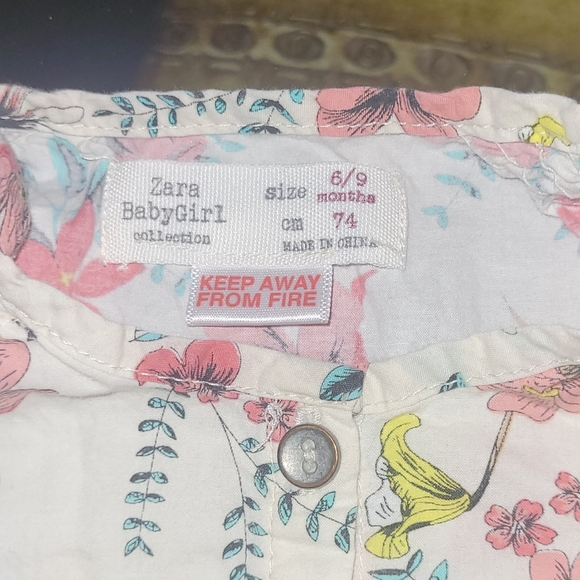 Zara
BabyGirl
collection
size 6/9
months
cm 74
MADE IN CHINA
KEEP AWAY
FROM FIRE